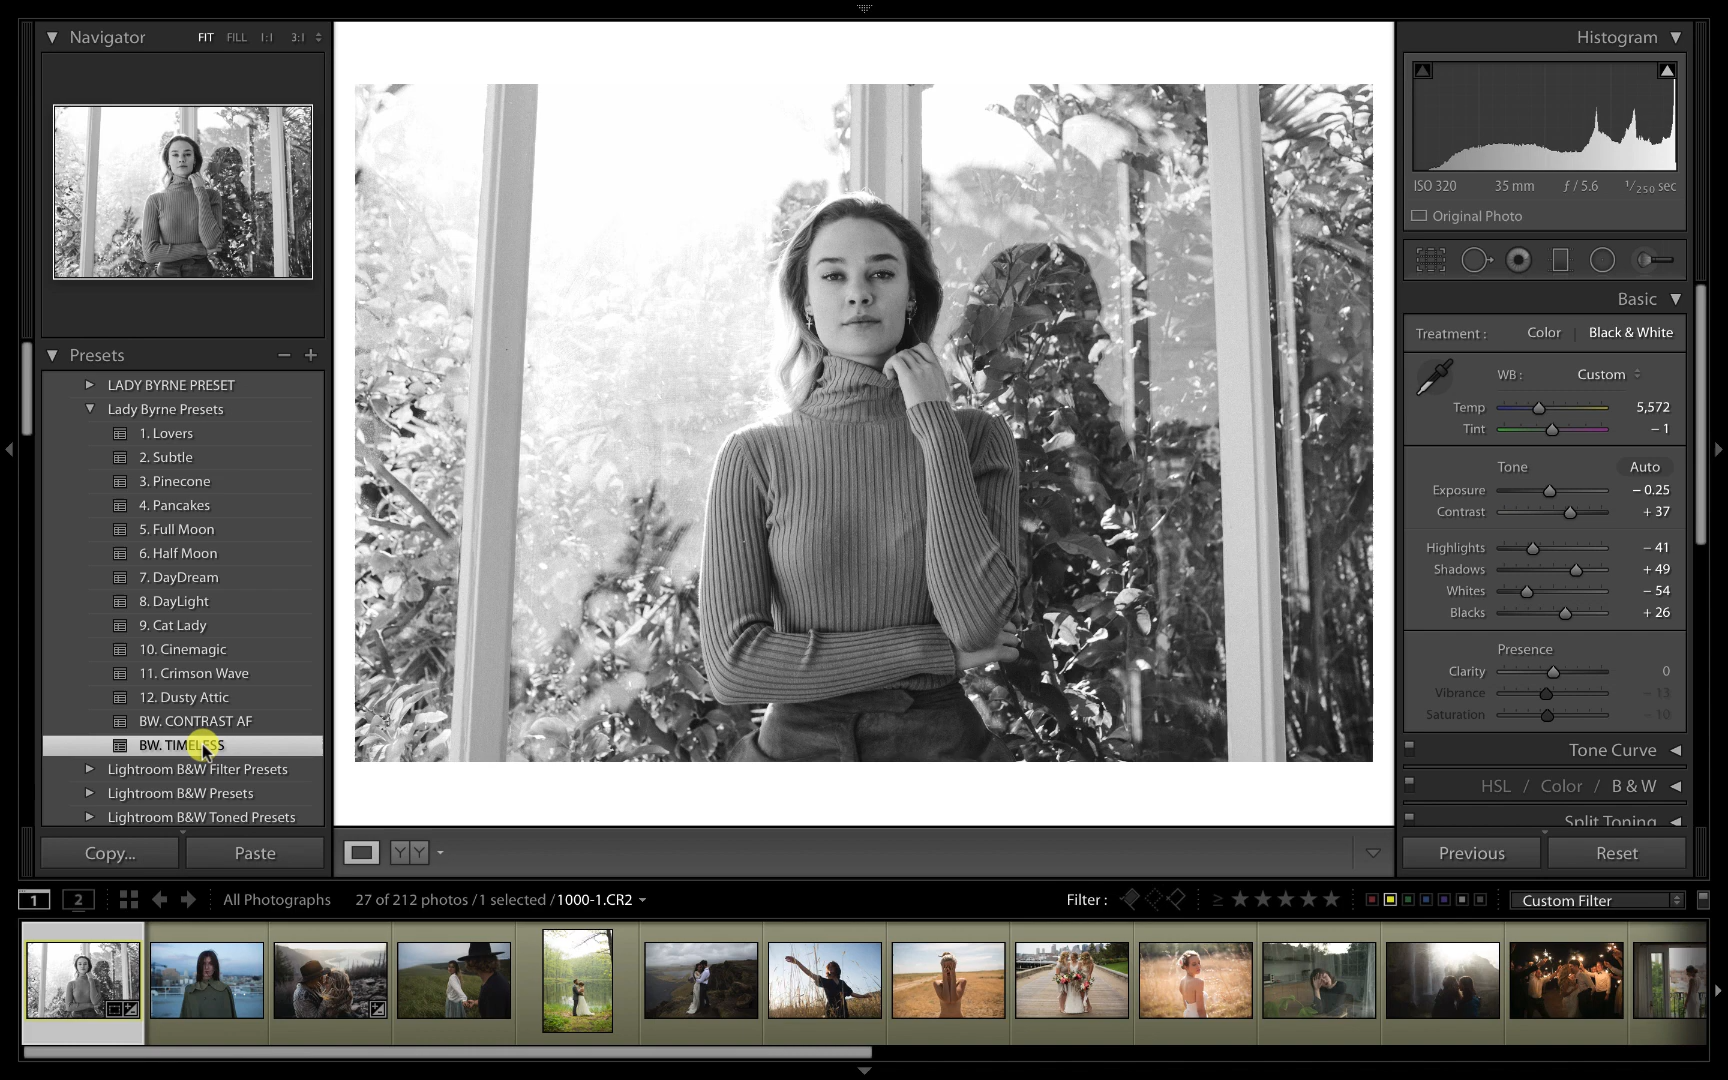 Navigator FIT FILL 1:1 3:1
Presets
LADY BYRNE PRESET
Lady Byrne Presets
1. Lovers
2. Subtle
3. Pinecone
4. Pancakes
5. Full Moon
6. Half Moon
7. DayDream
8. DayLight
9. Cat Lady
10. Cinemagic
11. Crimson Wave
12. Dusty Attic
BW. CONTRAST AF
BW. TIMELESS
Lightroom B&W Filter Presets
Lightroom B&W Presets
Lightroom B&W Toned Presets
Copy... Paste
Histogram
ISO 320 35 mm ƒ / 5.6 1/250 sec
Original Photo
Basic
Treatment : Color Black & White
WB : Custom
Temp 5,572
Tint – 1
Tone Auto
Exposure – 0.25
Contrast + 37
Highlights – 41
Shadows + 49
Whites – 54
Blacks + 26
Presence
Clarity 0
Vibrance – 13
Saturation – 10
Tone Curve
HSL / Color / B & W
Split Toning
Previous Reset
1 2 All Photographs 27 of 212 photos /1 selected /1000-1.CR2 Filter : ≥ Custom Filter